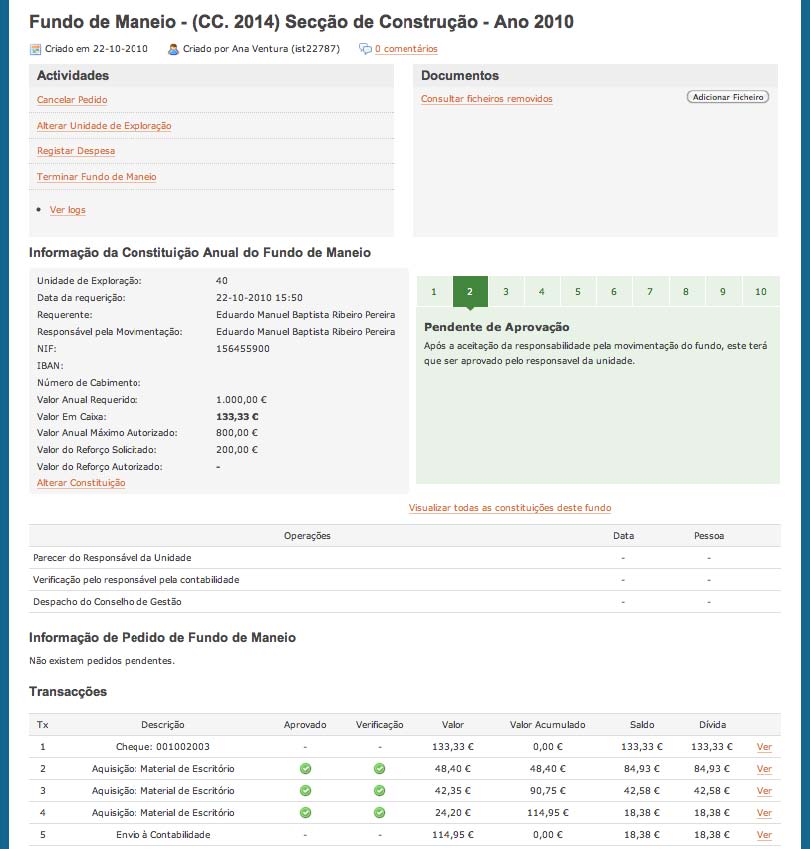 Fundo de Maneio - (CC. 2014) Secção de Construção - Ano 2010
Criado em 22-10-2010 Criado por Ana Ventura (ist22787) 0 comentários
Actividades
Cancelar Pedido
Alterar Unidade de Exploração
Registar Despesa
Terminar Fundo de Maneio
• Ver logs
Documentos
Consultar ficheiros removidos Adicionar Ficheiro
Informação da Constituição Anual do Fundo de Maneio
Unidade de Exploração: 40
Data da requerição: 22-10-2010 15:50
Requerente: Eduardo Manuel Baptista Ribeiro Pereira
Responsável pela Movimentação: Eduardo Manuel Baptista Ribeiro Pereira
NIF: 156455900
IBAN:
Número de Cabimento:
Valor Anual Requerido: 1.000,00 €
Valor Em Caixa: 133,33 €
Valor Anual Máximo Autorizado: 800,00 €
Valor do Reforço Solicitado: 200,00 €
Valor do Reforço Autorizado: -
Alterar Constituição
1 2 3 4 5 6 7 8 9 10
Pendente de Aprovação
Após a aceitação da responsabilidade pela movimentação do fundo, este terá
que ser aprovado pelo responsavel da unidade.
Visualizar todas as constituições deste fundo
Operações Data Pessoa
Parecer do Responsável da Unidade - -
Verificação pelo responsável pela contabilidade - -
Despacho do Conselho de Gestão - -
Informação de Pedido de Fundo de Maneio
Não existem pedidos pendentes.
Transacções
Tx Descrição Aprovado Verificação Valor Valor Acumulado Saldo Dívida
1 Cheque: 001002003 - - 133,33 € 0,00 € 133,33 € 133,33 € Ver
2 Aquisição: Material de Escritório 48,40 € 48,40 € 84,93 € 84,93 € Ver
3 Aquisição: Material de Escritório 42,35 € 90,75 € 42,58 € 42,58 € Ver
4 Aquisição: Material de Escritório 24,20 € 114,95 € 18,38 € 18,38 € Ver
5 Envio à Contabilidade - - 114,95 € 0,00 € 18,38 € 18,38 € Ver